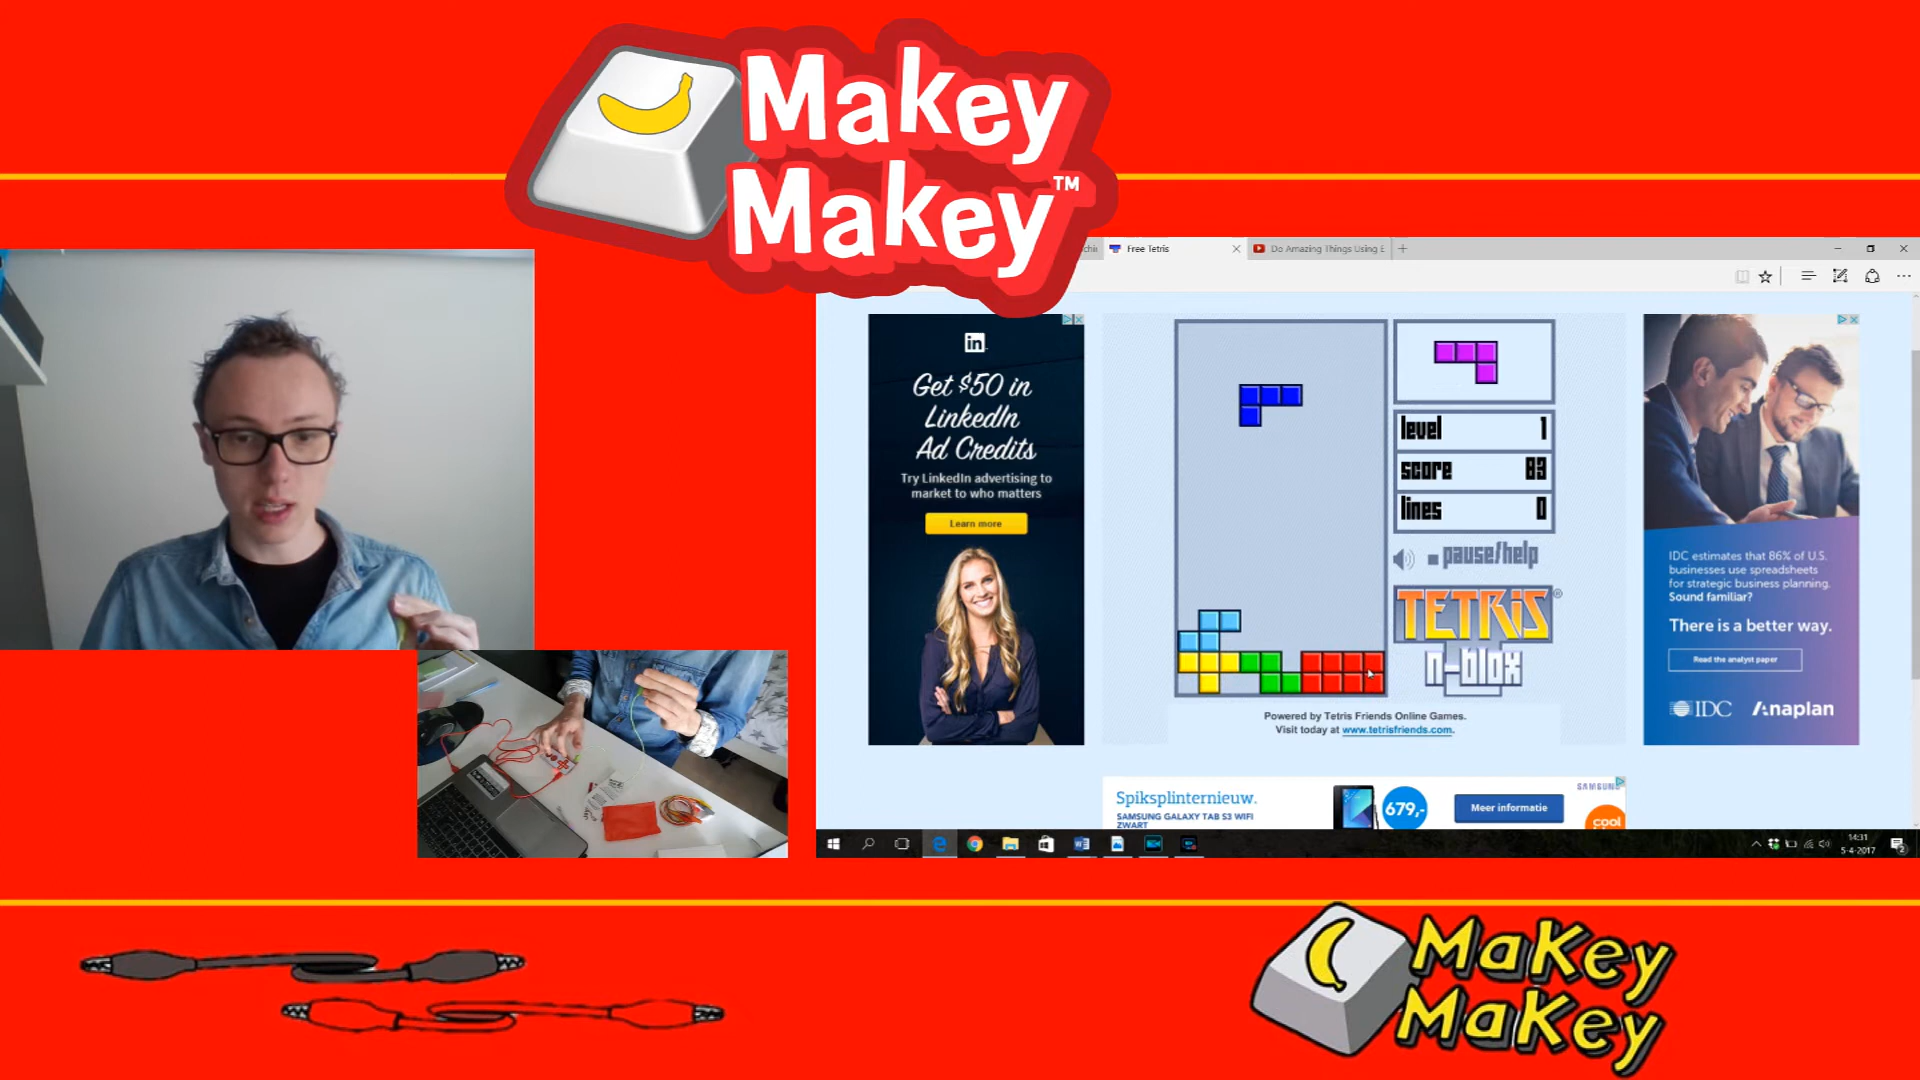 Makey
Makey™
Free Tetris
Do Amazing Things Using E
in
Get $50 in
LinkedIn
Ad Credits
Try LinkedIn advertising to
market to who matters
Learn more
level 1
score 83
lines 0
pause/help
TETRIS®
n-blox
Powered by Tetris Friends Online Games.
Visit today at www.tetrisfriends.com.
IDC estimates that 86% of U.S.
businesses use spreadsheets
for strategic business planning.
Sound familiar?
There is a better way.
Read the analyst paper
IDC Anaplan
Spiksplinternieuw.
SAMSUNG GALAXY TAB S3 WIFI
ZWART
679,-
Meer informatie
SAMSUNG
cool
14:31
5-4-2017
MaKey
MaKey